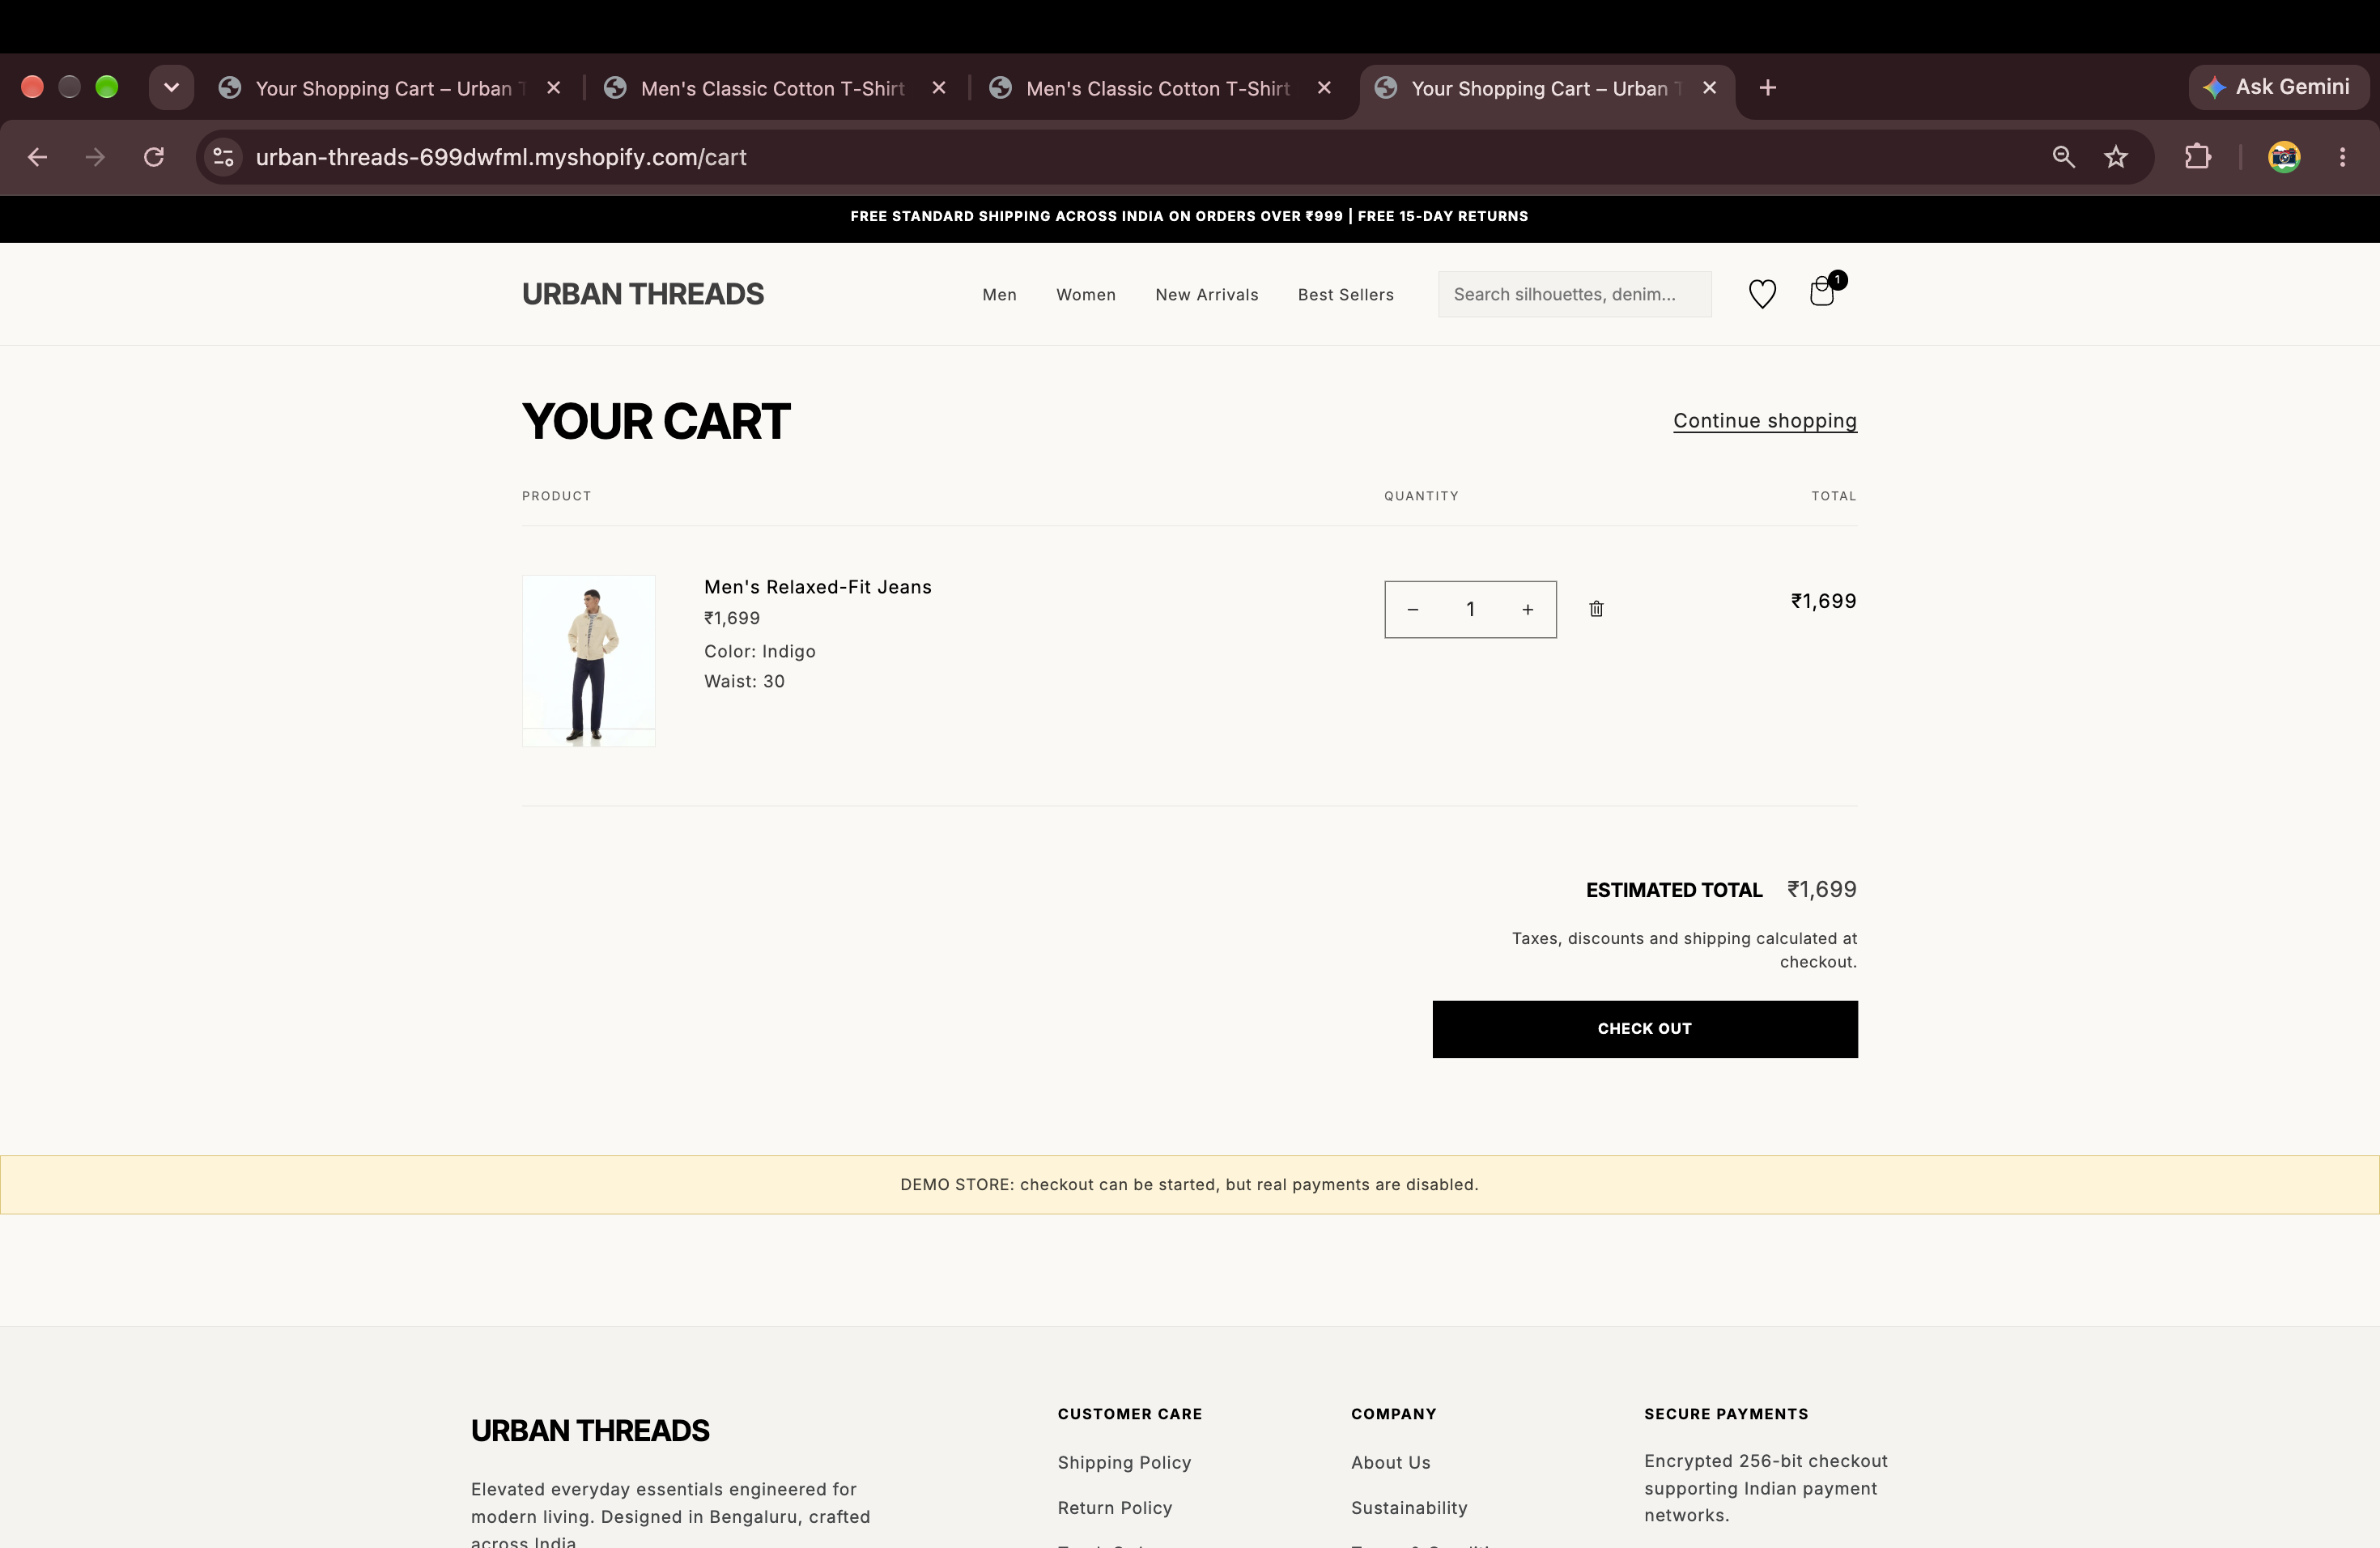 Your Shopping Cart – Urban
Men's Classic Cotton T-Shirt
Men's Classic Cotton T-Shirt
Your Shopping Cart – Urban
Ask Gemini
urban-threads-699dwfml.myshopify.com/cart
FREE STANDARD SHIPPING ACROSS INDIA ON ORDERS OVER ₹999 | FREE 15-DAY RETURNS
URBAN THREADS
Men
Women
New Arrivals
Best Sellers
Search silhouettes, denim...
1
YOUR CART
Continue shopping
PRODUCT
QUANTITY
TOTAL
Men's Relaxed-Fit Jeans
₹1,699
Color: Indigo
Waist: 30
− 1 +
₹1,699
ESTIMATED TOTAL ₹1,699
Taxes, discounts and shipping calculated at
checkout.
CHECK OUT
DEMO STORE: checkout can be started, but real payments are disabled.
URBAN THREADS
Elevated everyday essentials engineered for
modern living. Designed in Bengaluru, crafted
across India
CUSTOMER CARE
Shipping Policy
Return Policy
COMPANY
About Us
Sustainability
SECURE PAYMENTS
Encrypted 256-bit checkout
supporting Indian payment
networks.